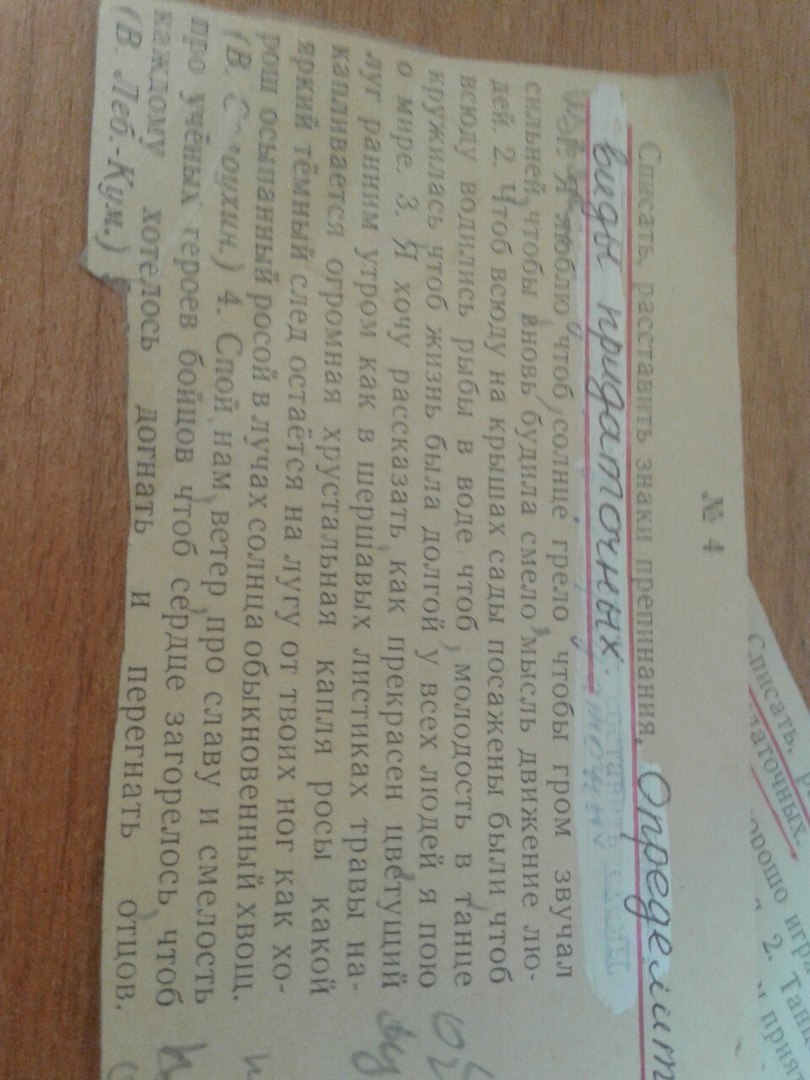 № 4
Списать, расставить знаки препинания. Определит
виды придаточных.
Я люблю, чтоб солнце грело чтобы гром звучал
сильней, чтобы вновь будила смело мысль движение лю-
дей. 2. Чтоб всюду на крышах сады посажены были чтоб
всюду водились рыбы в воде чтоб молодость в танце
кружилась чтоб жизнь была долгой у всех людей я пою
о мире. 3. Я хочу рассказать, как прекрасен цветущий
луг ранним утром как в шершавых листиках травы на-
капливается огромная хрустальная капля росы какой
яркий тёмный след остаётся на лугу от твоих ног как хо-
рош осыпанный росой в лучах солнца обыкновенный хвощ.
(В. Солоухин.) 4. Спой нам, ветер, про славу и смелость
про учёных героев бойцов чтоб сердце загорелось, чтоб
каждому хотелось догнать и перегнать отцов.
(В. Леб.-Кум.)
Списать,
даточных.
2.